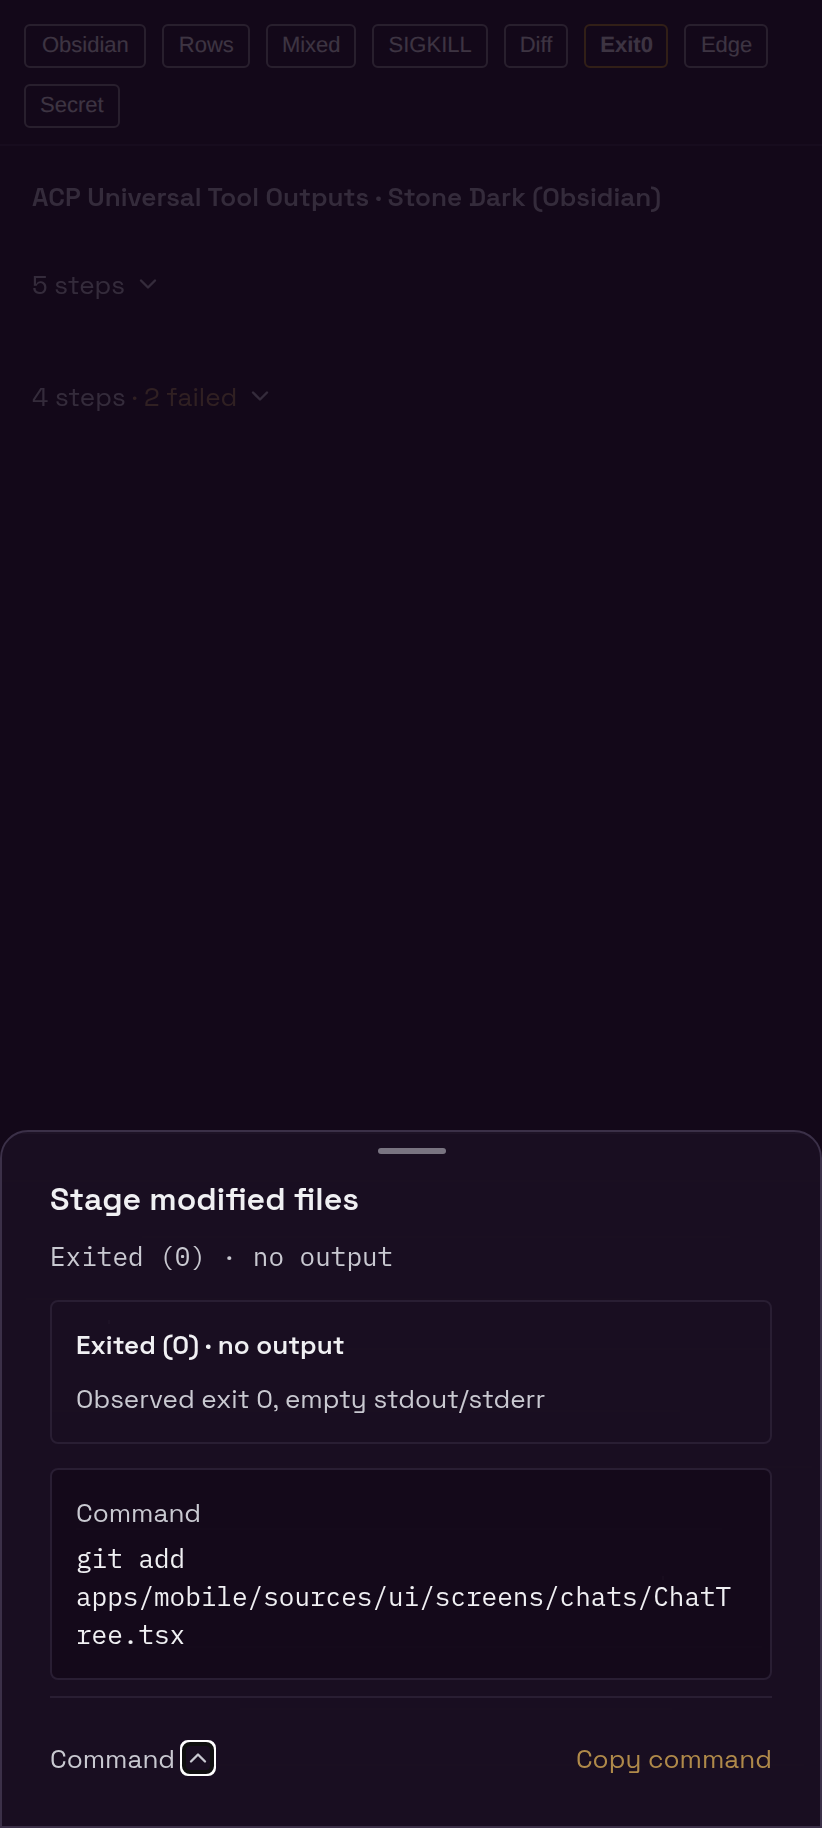 Obsidian Rows Mixed SIGKILL Diff Exit0 Edge
Secret
ACP Universal Tool Outputs · Stone Dark (Obsidian)
5 steps
4 steps · 2 failed
Stage modified files
Exited (0) · no output
Exited (0) · no output
Observed exit 0, empty stdout/stderr
Command
git add
apps/mobile/sources/ui/screens/chats/ChatT
ree.tsx
Command Copy command